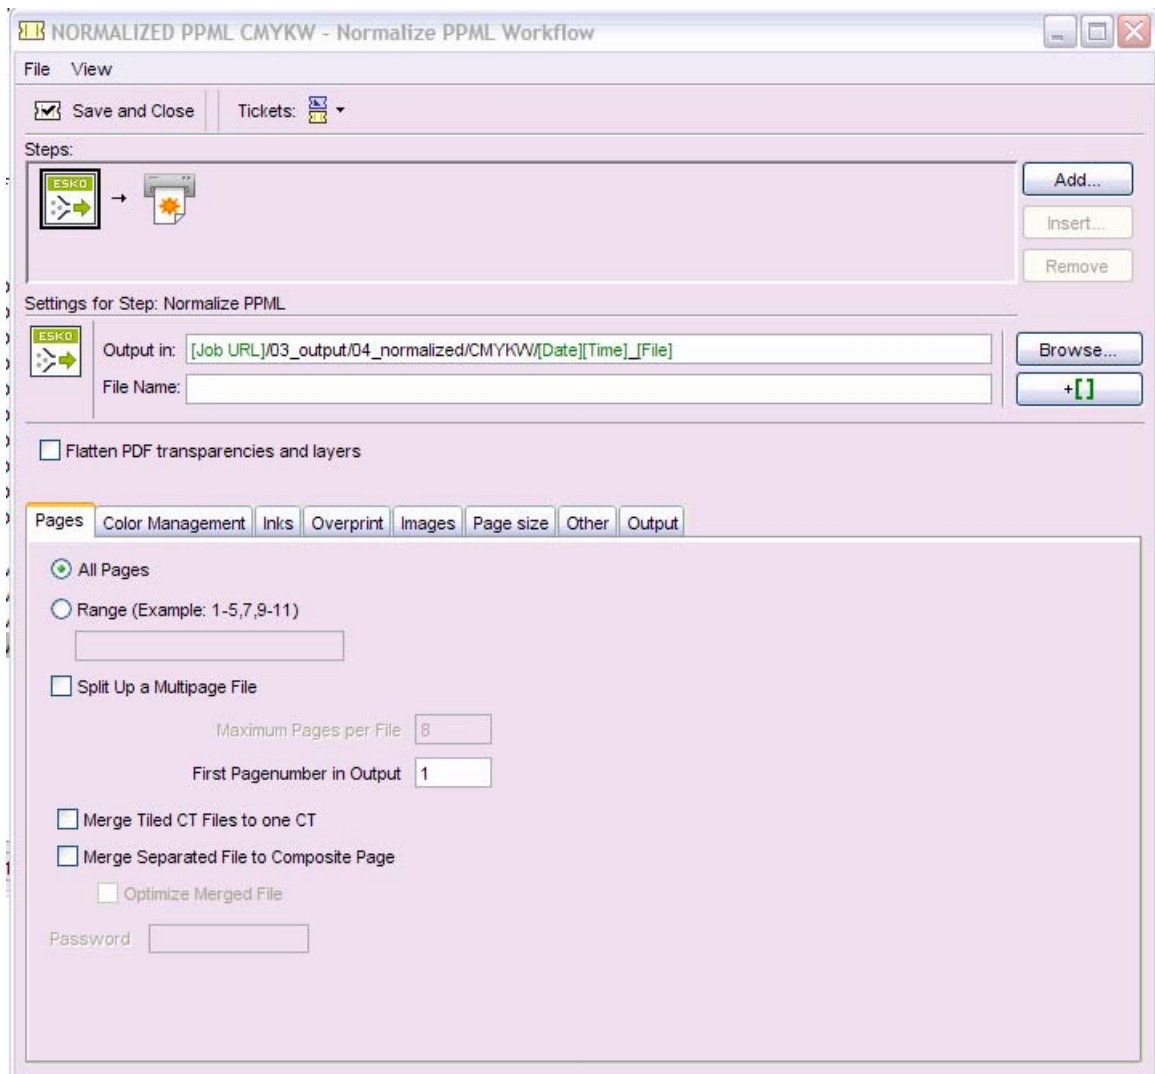 NORMALIZED PPML CMYKW - Normalize PPML Workflow
File View
Save and Close Tickets:
Steps:
ESKO
Add...
Insert...
Remove
Settings for Step: Normalize PPML
ESKO
Output in: [Job URL]/03_output/04_normalized/CMYKW/[Date][Time]_[File] Browse...
File Name: +[]
Flatten PDF transparencies and layers
Pages Color Management Inks Overprint Images Page size Other Output
All Pages
Range (Example: 1-5,7,9-11)
Split Up a Multipage File
Maximum Pages per File 8
First Pagenumber in Output 1
Merge Tiled CT Files to one CT
Merge Separated File to Composite Page
Optimize Merged File
Password